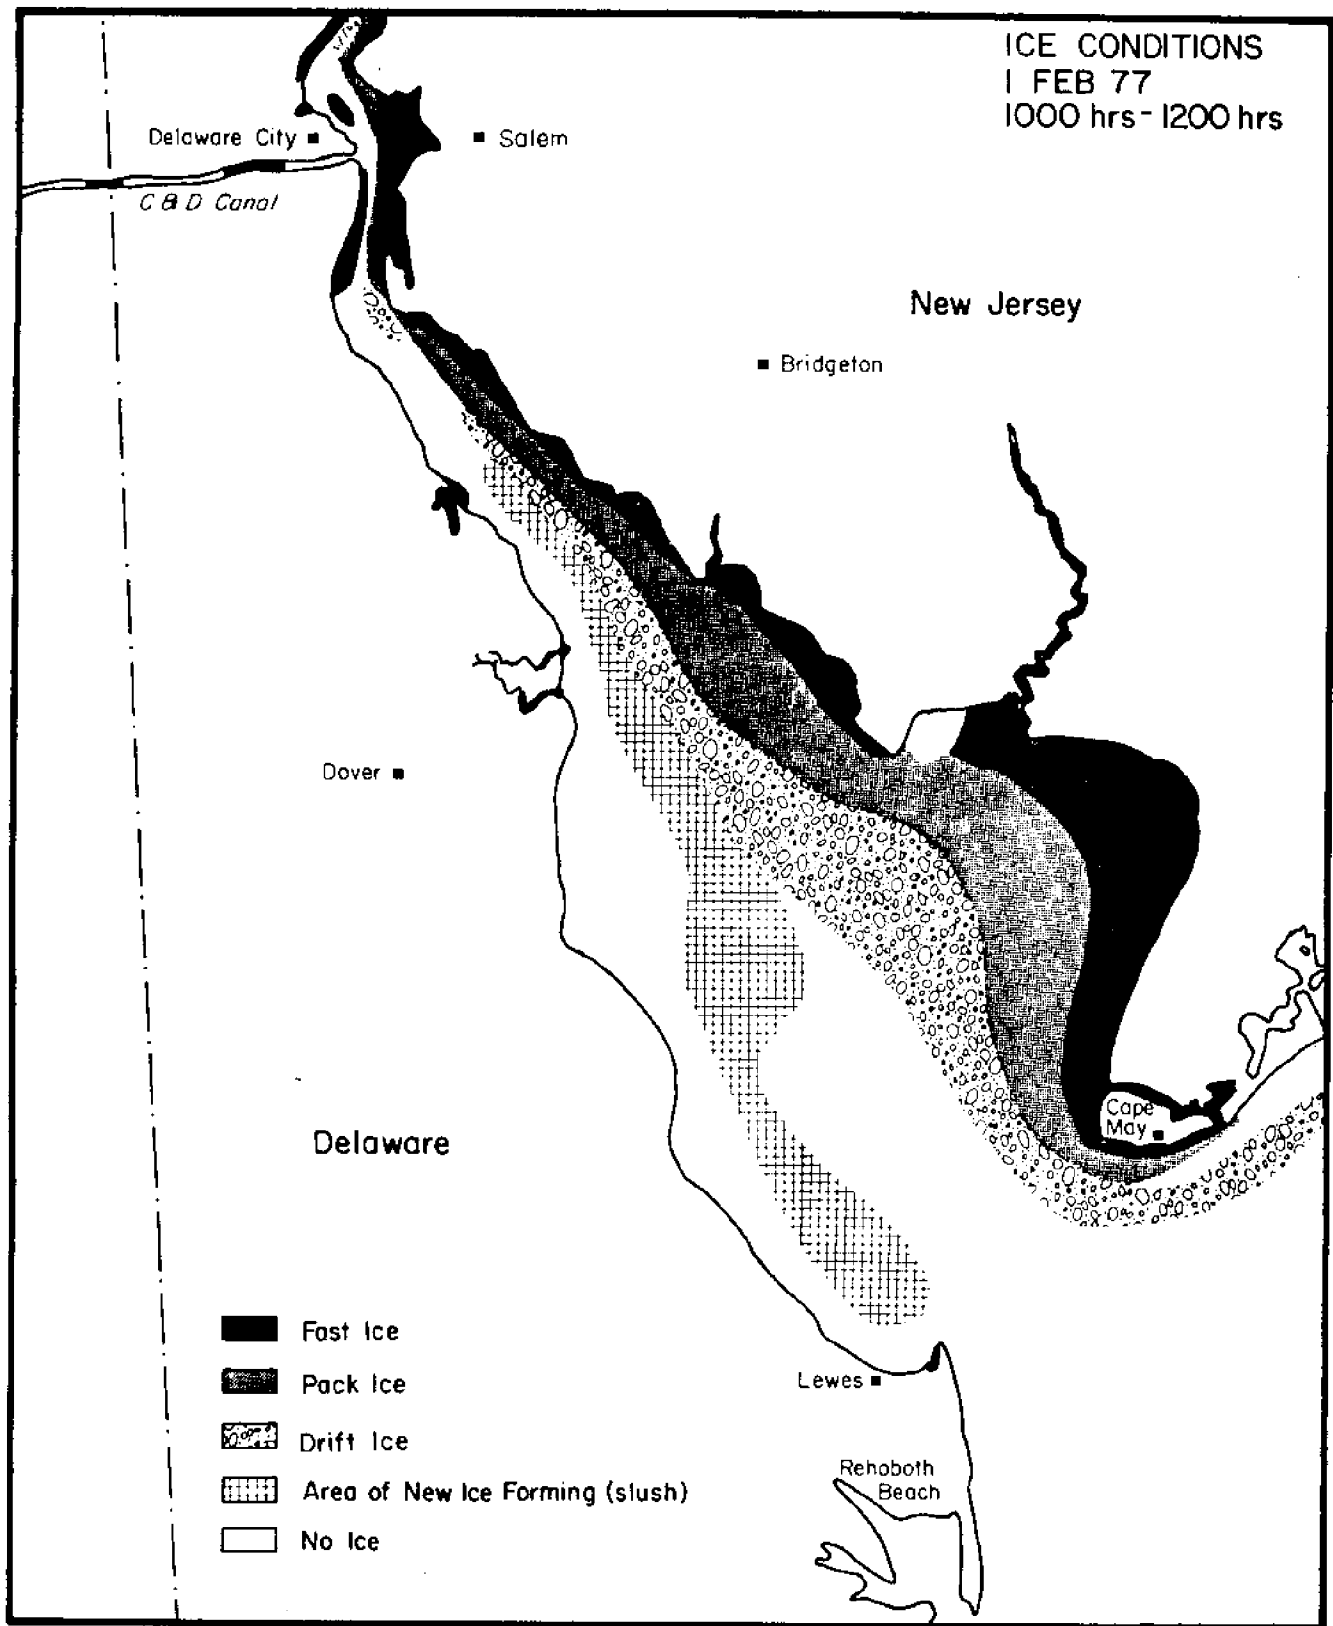 ICE CONDITIONS
1 FEB 77
1000 hrs - 1200 hrs
Delaware City
Salem
C & D Canal
New Jersey
Bridgeton
Dover
Cape
May
Delaware
Fast Ice
Pack Ice
Drift Ice
Area of New Ice Forming (slush)
No Ice
Lewes
Rehoboth
Beach